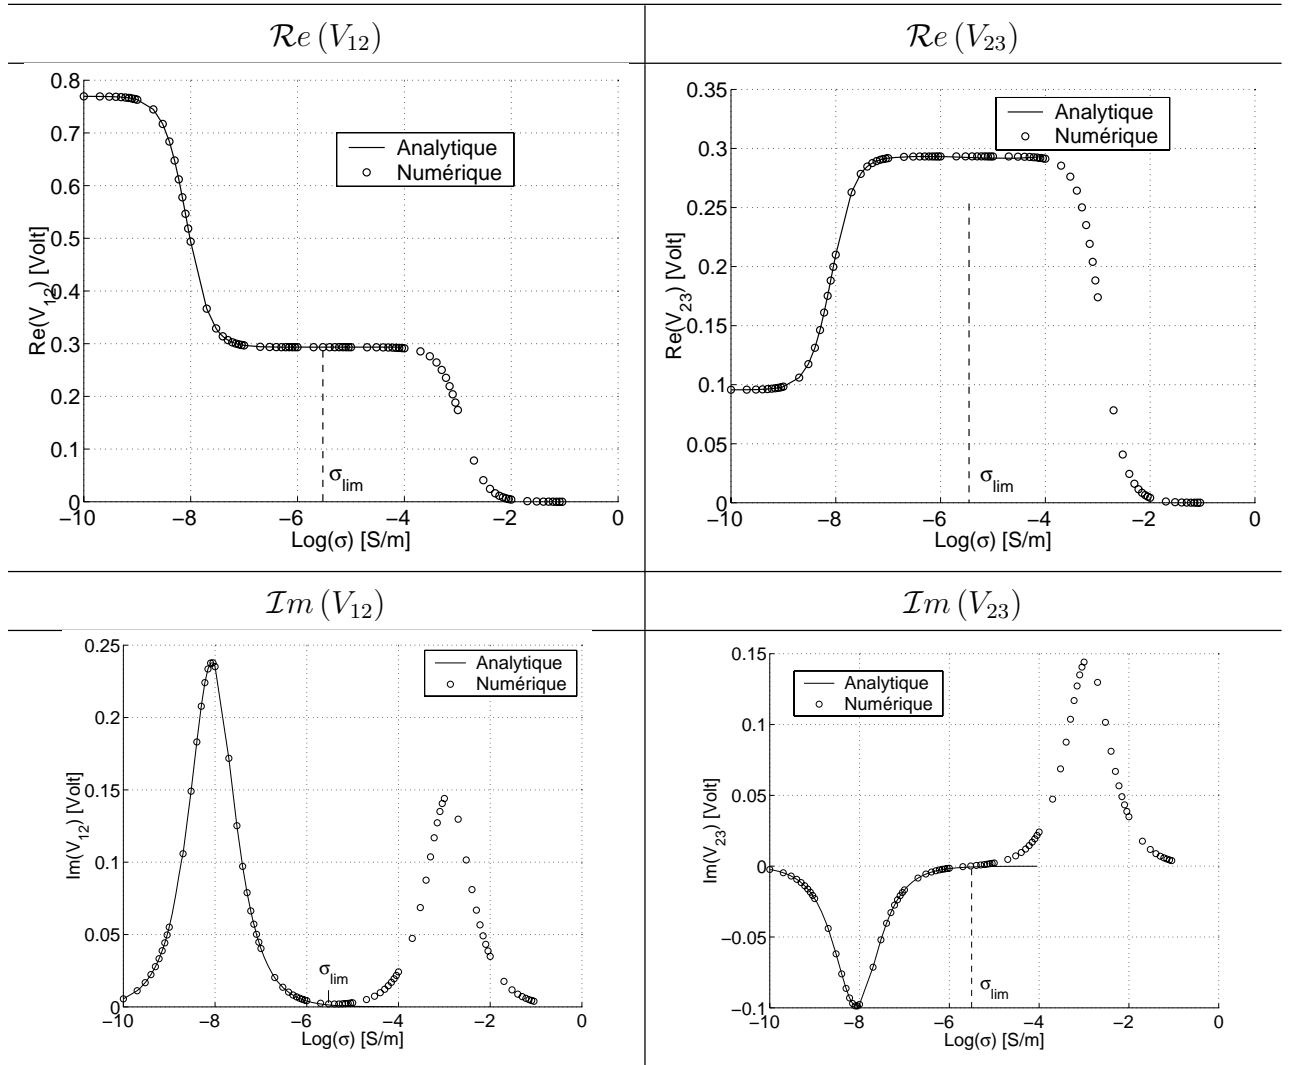 Re (V12)
Re (V23)
Analytique
Numérique
Re(V12) [Volt]
0.8
0.7
0.6
0.5
0.4
0.3
0.2
0.1
0
σlim
−10 −8 −6 −4 −2 0
Log(σ) [S/m]
Analytique
Numérique
Re(V23) [Volt]
0.35
0.3
0.25
0.2
0.15
0.1
0.05
0
σlim
−10 −8 −6 −4 −2 0
Log(σ) [S/m]
Im (V12)
Im (V23)
Analytique
Numérique
Im(V12) [Volt]
0.25
0.2
0.15
0.1
0.05
0
σlim
−10 −8 −6 −4 −2 0
Log(σ) [S/m]
Analytique
Numérique
Im(V23) [Volt]
0.15
0.1
0.05
0
−0.05
−0.1
σlim
−10 −8 −6 −4 −2 0
Log(σ) [S/m]